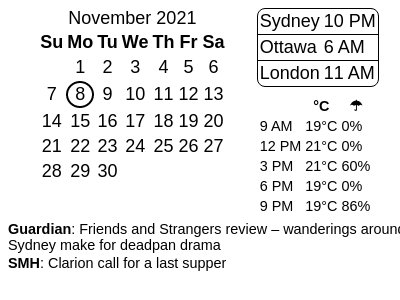 November 2021
Su Mo Tu We Th Fr Sa
1 2 3 4 5 6
7 8 9 10 11 12 13
14 15 16 17 18 19 20
21 22 23 24 25 26 27
28 29 30
Sydney 10 PM
Ottawa 6 AM
London 11 AM
°C ☂
9 AM 19°C 0%
12 PM 21°C 0%
3 PM 21°C 60%
6 PM 19°C 0%
9 PM 19°C 86%
Guardian: Friends and Strangers review – wanderings around
Sydney make for deadpan drama
SMH: Clarion call for a last supper